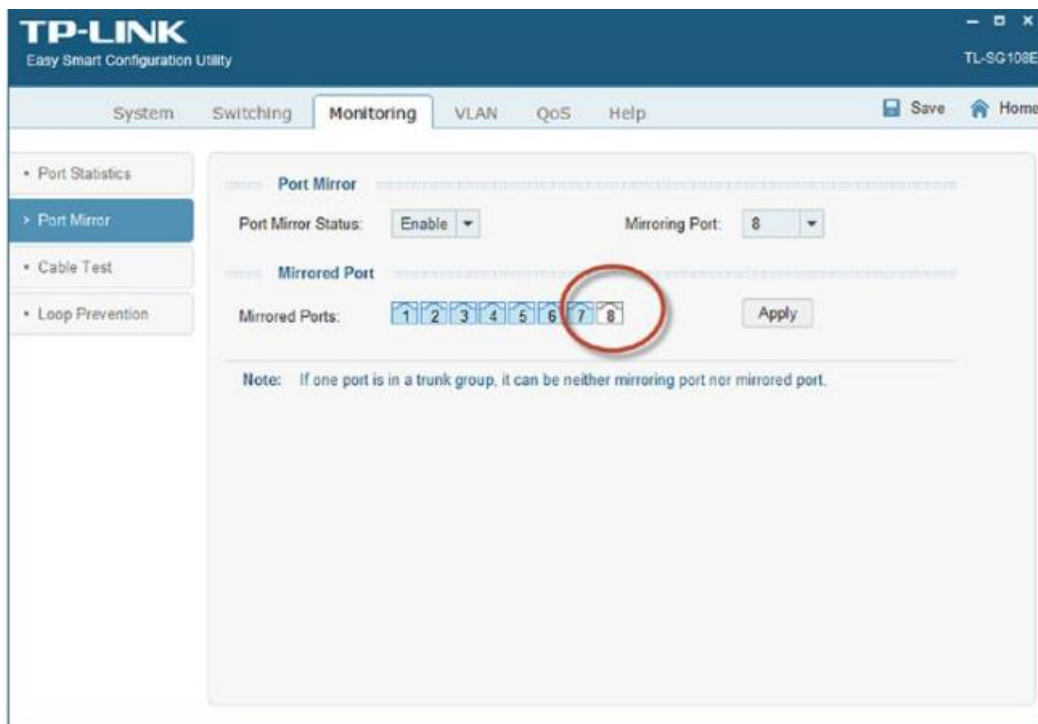 TP-LINK
Easy Smart Configuration Utility
TL-SG108E
System Switching Monitoring VLAN QoS Help Save Home
Port Statistics
Port Mirror
Cable Test
Loop Prevention
Port Mirror
Port Mirror Status: Enable Mirroring Port: 8
Mirrored Port
Mirrored Ports: 1 2 3 4 5 6 7 8 Apply
Note: If one port is in a trunk group, it can be neither mirroring port nor mirrored port.